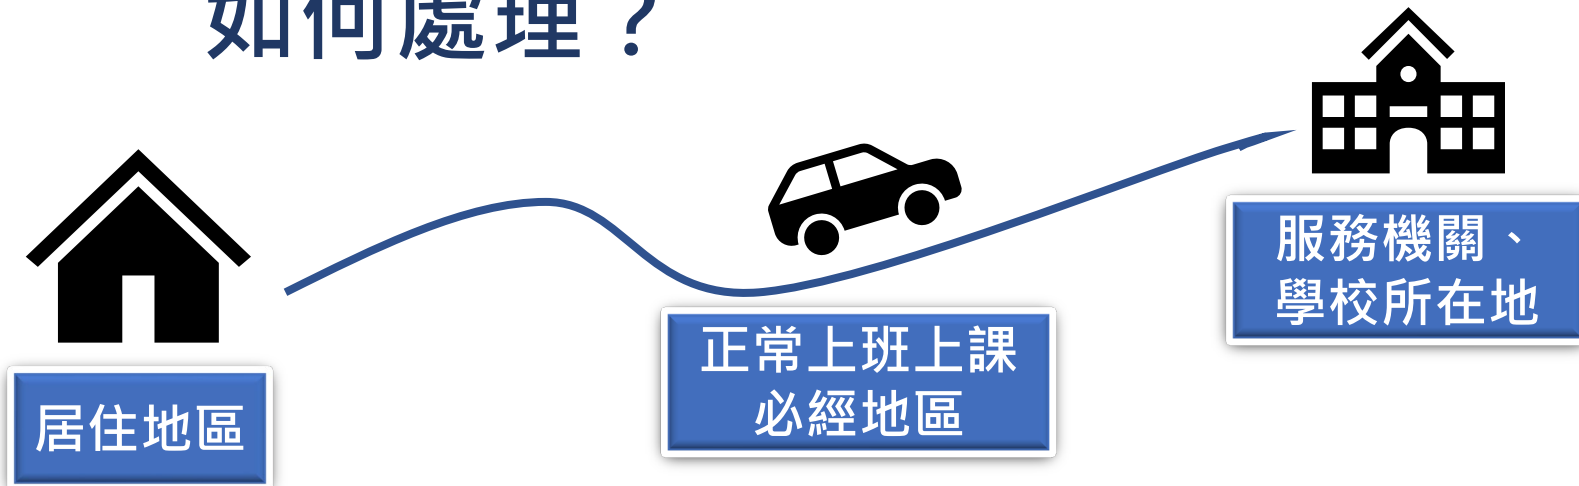 如何處理？
服務機關、
學校所在地
正常上班上課
必經地區
居住地區